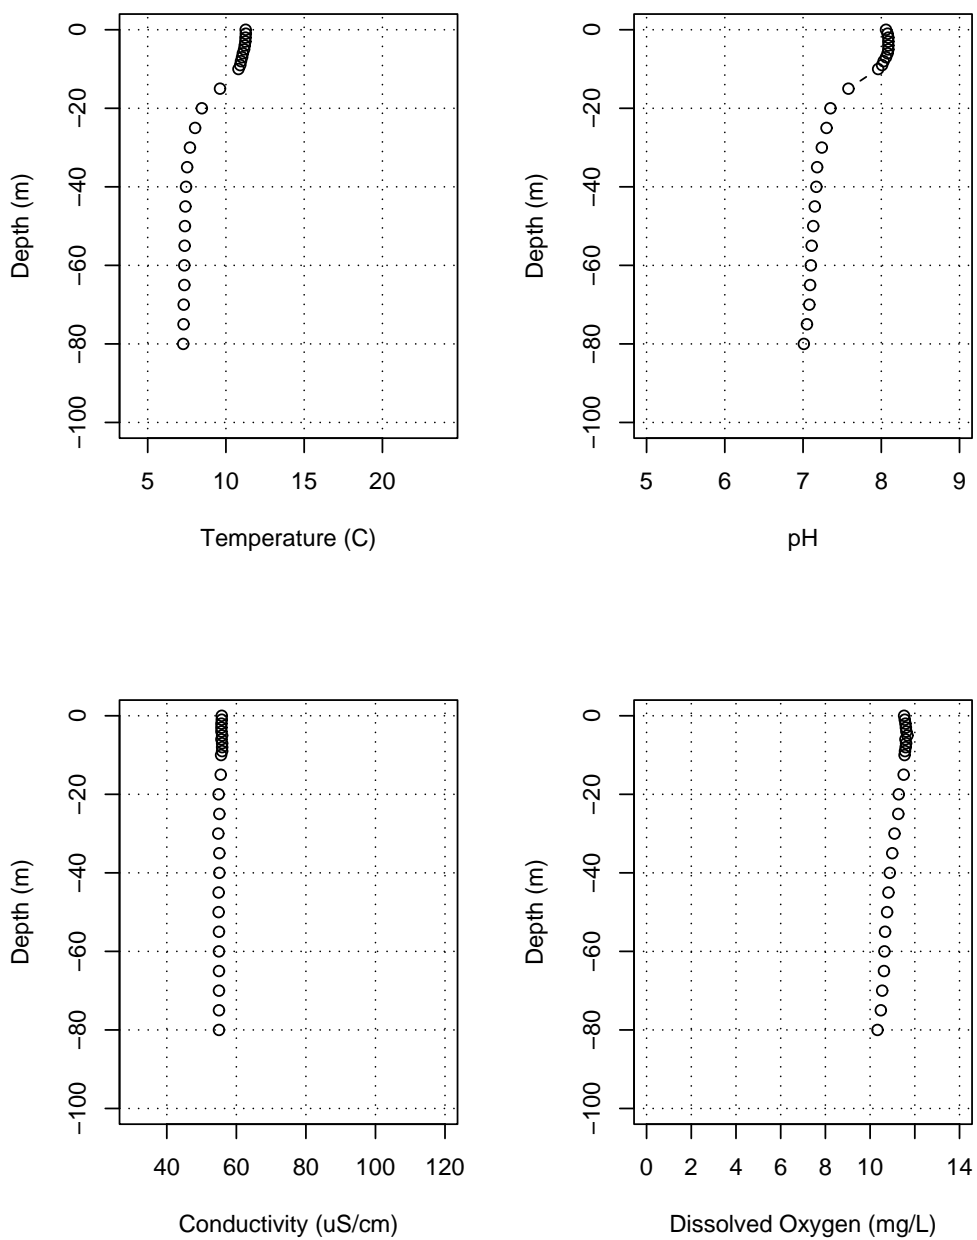 0
−20
−40
−60
−80
−100
Depth (m)
5 10 15 20
Temperature (C)
0
−20
−40
−60
−80
−100
Depth (m)
5 6 7 8 9
pH
0
−20
−40
−60
−80
−100
Depth (m)
40 60 80 100 120
Conductivity (uS/cm)
0
−20
−40
−60
−80
−100
Depth (m)
0 2 4 6 8 10 14
Dissolved Oxygen (mg/L)